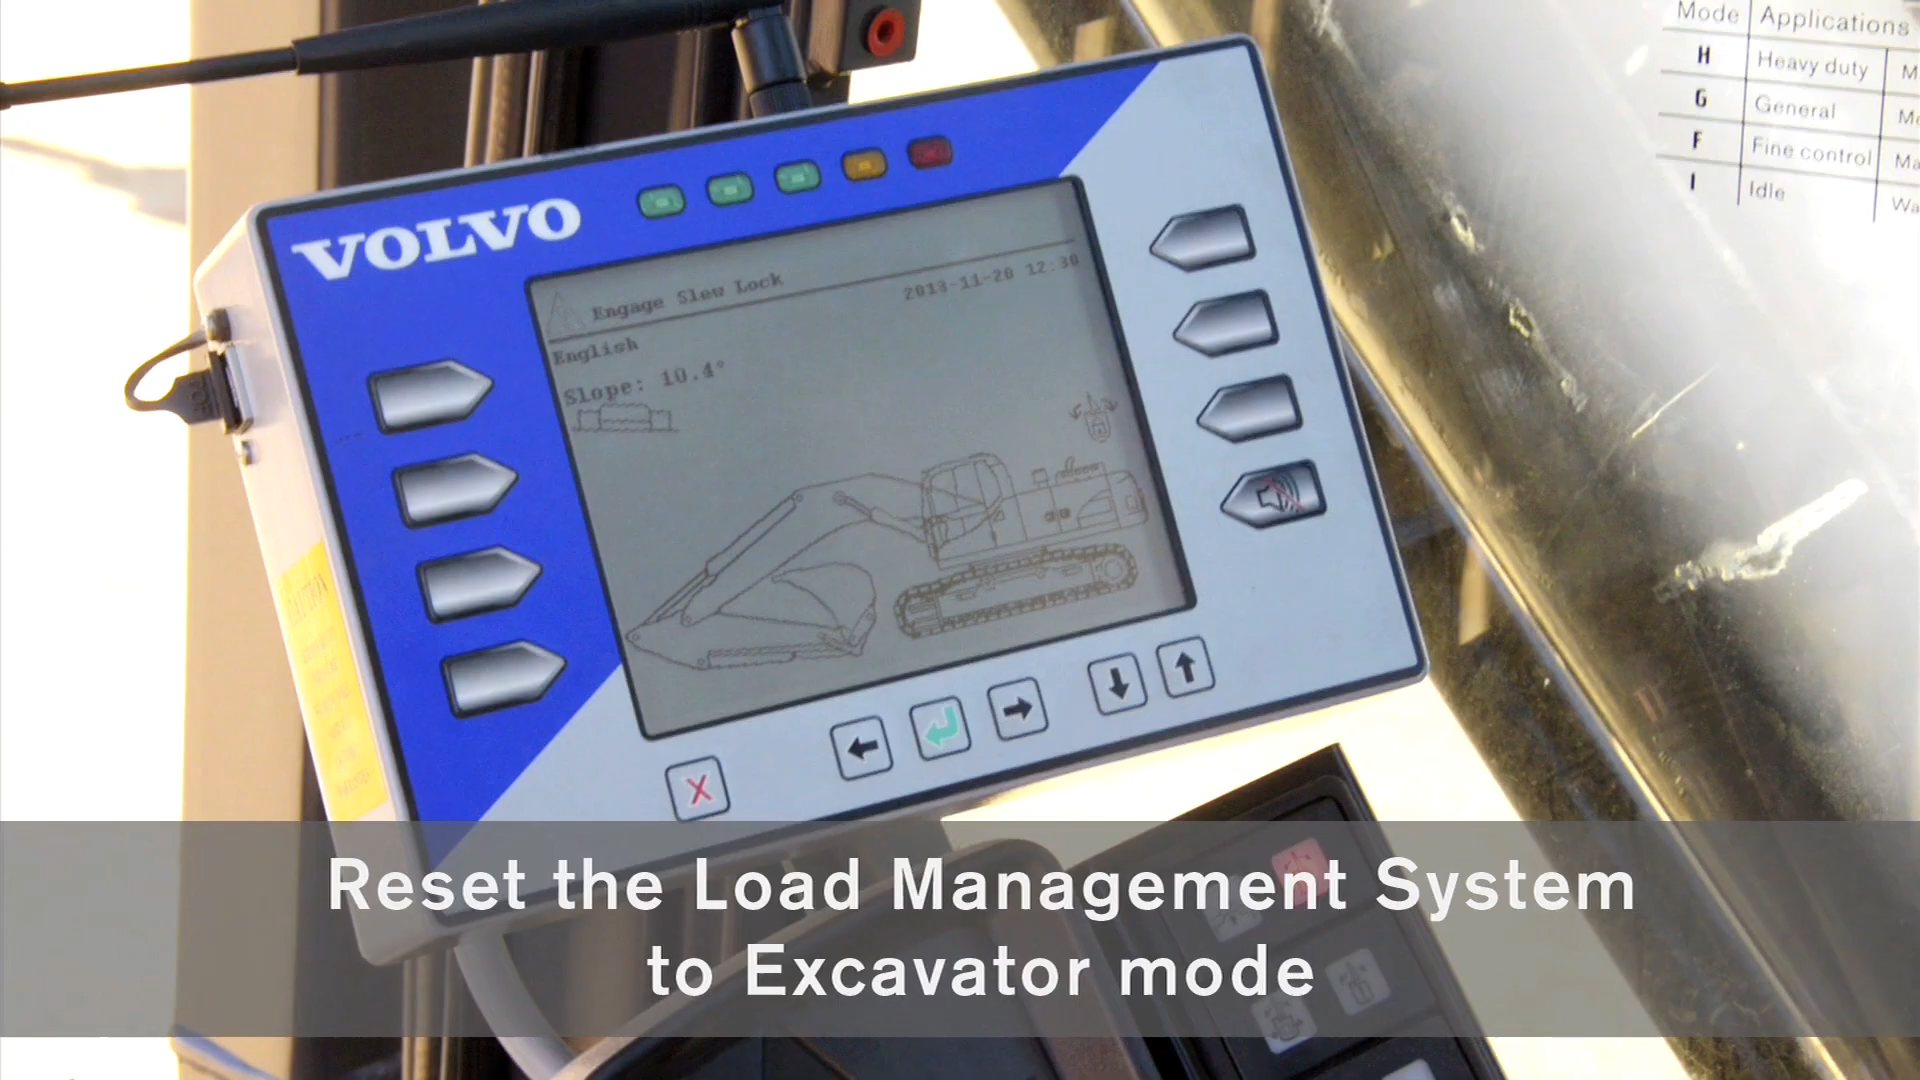 Mode Applications
H Heavy duty
G General
F Fine control
I Idle
VOLVO
Engage Slew Lock
2013-11-20 12:30
English
Slope: 10.4°
CAUTION
X
Reset the Load Management System
to Excavator mode